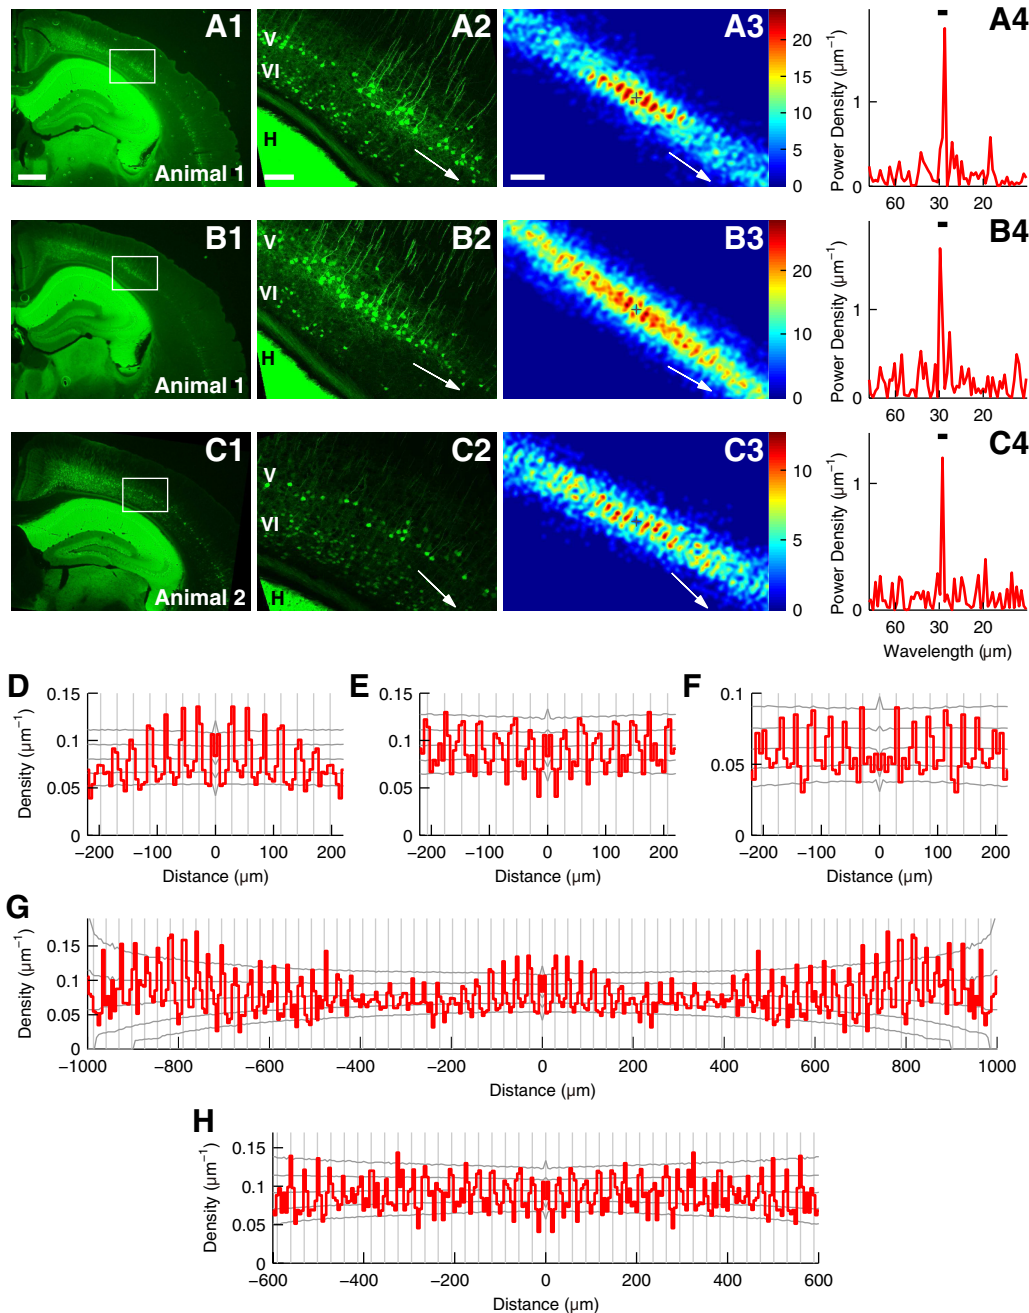 A1
Animal 1
A2
V
VI
H
A3
20
15
10
5
0
A4
Power Density (μm⁻¹)
1
0
60 30 20
B1
Animal 1
B2
V
VI
H
B3
20
10
0
B4
Power Density (μm⁻¹)
1
0
60 30 20
C1
Animal 2
C2
V
VI
H
C3
10
5
0
C4
Power Density (μm⁻¹)
1
0
60 30 20
Wavelength (μm)
D
Density (μm⁻¹)
0.15
0.1
0.05
0
−200 −100 0 100 200
Distance (μm)
E
0.15
0.1
0.05
0
−200 −100 0 100 200
Distance (μm)
F
0.1
0.05
0
−200 −100 0 100 200
Distance (μm)
G
Density (μm⁻¹)
0.15
0.1
0.05
0
−1000 −800 −600 −400 −200 0 200 400 600 800 1000
Distance (μm)
H
Density (μm⁻¹)
0.15
0.1
0.05
0
−600 −400 −200 0 200 400 600
Distance (μm)